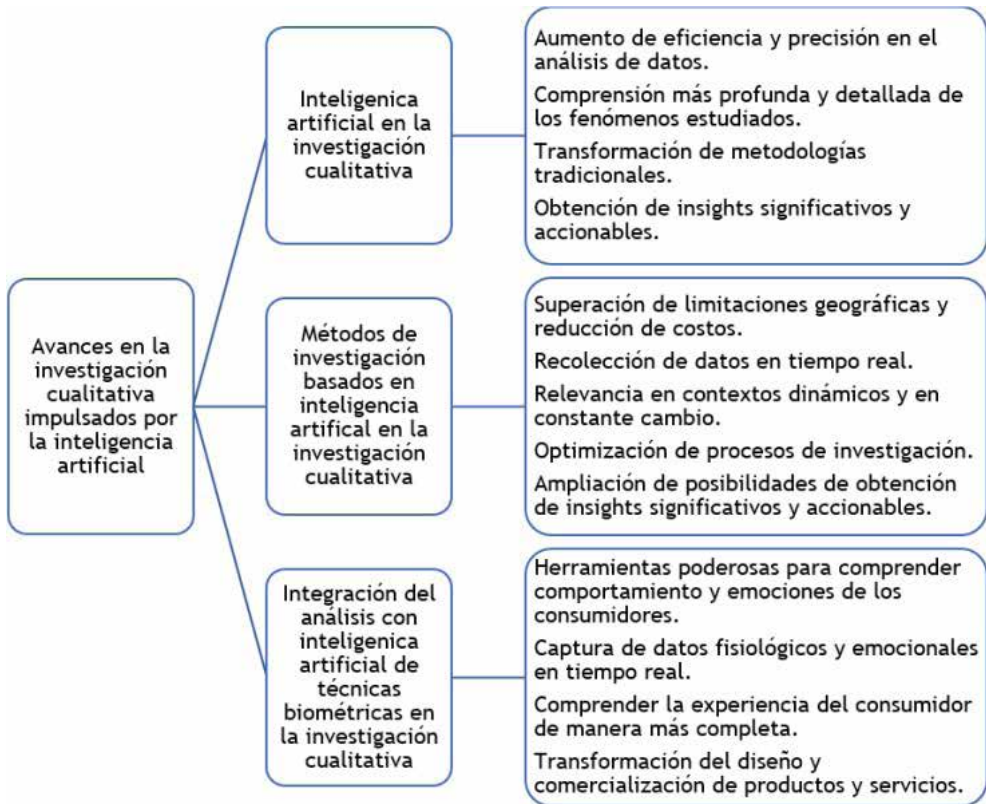 Avances en la
investigación
cualitativa
impulsados por
la inteligencia
artificial
Inteligenica
artificial en la
investigación
cualitativa
Aumento de eficiencia y precisión en el
análisis de datos.
Comprensión más profunda y detallada de
los fenómenos estudiados.
Transformación de metodologías
tradicionales.
Obtención de insights significativos y
accionables.
Métodos de
investigación
basados en
inteligencia
artifical en la
investigación
cualitativa
Superación de limitaciones geográficas y
reducción de costos.
Recolección de datos en tiempo real.
Relevancia en contextos dinámicos y en
constante cambio.
Optimización de procesos de investigación.
Ampliación de posibilidades de obtención
de insights significativos y accionables.
Integración del
análisis con
inteligenica
artificial de
técnicas
biométricas en
la investigación
cualitativa
Herramientas poderosas para comprender
comportamiento y emociones de los
consumidores.
Captura de datos fisiológicos y emocionales
en tiempo real.
Comprender la experiencia del consumidor
de manera más completa.
Transformación del diseño y
comercialización de productos y servicios.